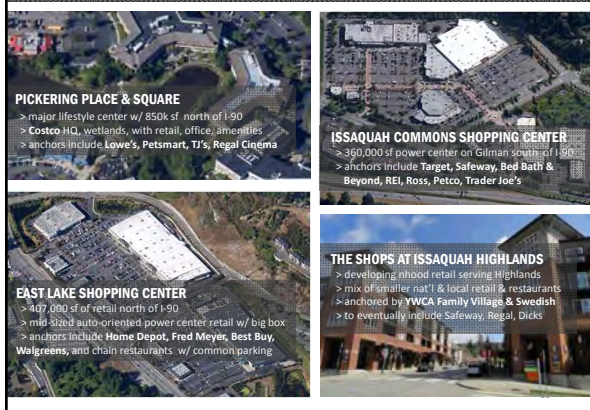 PICKERING PLACE & SQUARE
> major lifestyle center w/ 850k sf north of I-90
> Costco HQ, wetlands, with retail, office, amenities
> anchors include Lowe's, Petsmart, TJ's, Regal Cinema
ISSAQUAH COMMONS SHOPPING CENTER
> 360,000 sf power center on Gilman south of I-90
> anchors include Target, Safeway, Bed Bath &
Beyond, REI, Ross, Petco, Trader Joe's
EAST LAKE SHOPPING CENTER
> 407,000 sf of retail north of I-90
> mid-sized auto-oriented power center retail w/ big box
> anchors include Home Depot, Fred Meyer, Best Buy,
Walgreens, and chain restaurants w/ common parking
THE SHOPS AT ISSAQUAH HIGHLANDS
> developing nhood retail serving Highlands
> mix of smaller nat'l & local retail & restaurants
> anchored by YWCA Family Village & Swedish
> to eventually include Safeway, Regal, Dicks